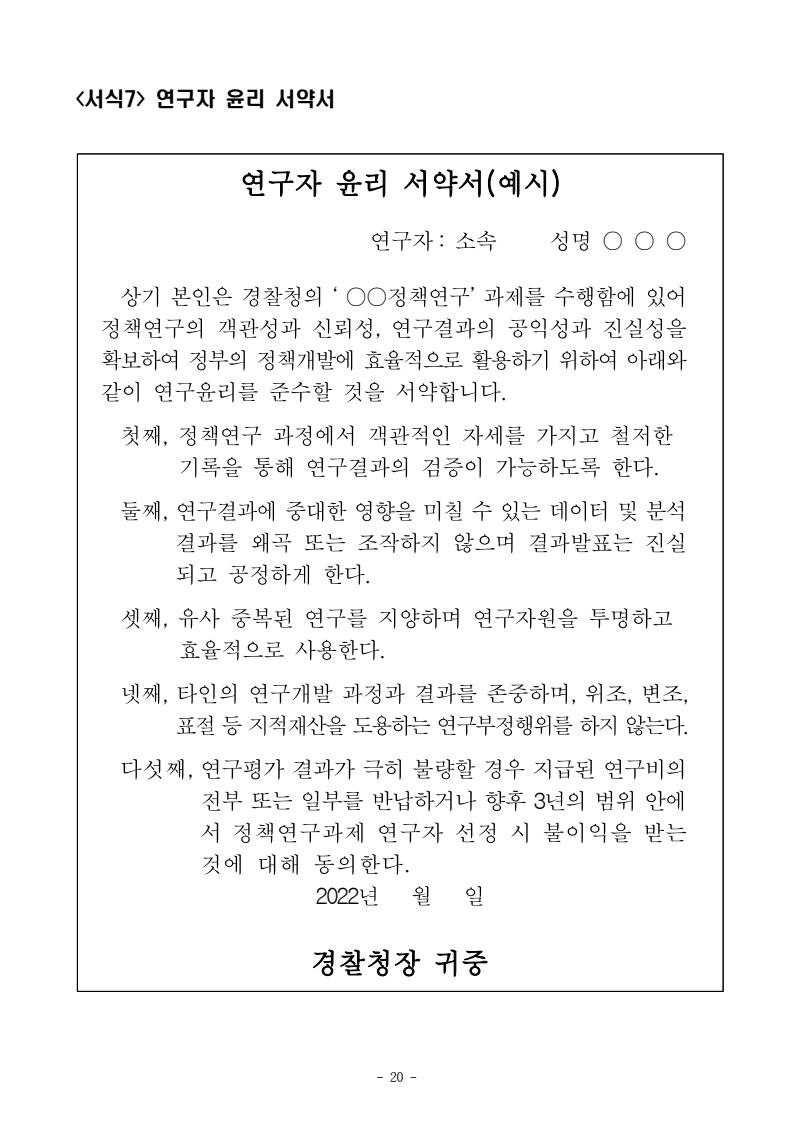 <서식7> 연구자 윤리 서약서
연구자 윤리 서약서(예시)
연구자 : 소속 성명 ○ ○ ○
상기 본인은 경찰청의 ‘ ○○정책연구’ 과제를 수행함에 있어
정책연구의 객관성과 신뢰성, 연구결과의 공익성과 진실성을
확보하여 정부의 정책개발에 효율적으로 활용하기 위하여 아래와
같이 연구윤리를 준수할 것을 서약합니다.
첫째, 정책연구 과정에서 객관적인 자세를 가지고 철저한
기록을 통해 연구결과의 검증이 가능하도록 한다.
둘째, 연구결과에 중대한 영향을 미칠 수 있는 데이터 및 분석
결과를 왜곡 또는 조작하지 않으며 결과발표는 진실
되고 공정하게 한다.
셋째, 유사 중복된 연구를 지양하며 연구자원을 투명하고
효율적으로 사용한다.
넷째, 타인의 연구개발 과정과 결과를 존중하며, 위조, 변조,
표절 등 지적재산을 도용하는 연구부정행위를 하지 않는다.
다섯째, 연구평가 결과가 극히 불량할 경우 지급된 연구비의
전부 또는 일부를 반납하거나 향후 3년의 범위 안에
서 정책연구과제 연구자 선정 시 불이익을 받는
것에 대해 동의한다.
2022년 월 일
경찰청장 귀중
- 20 -